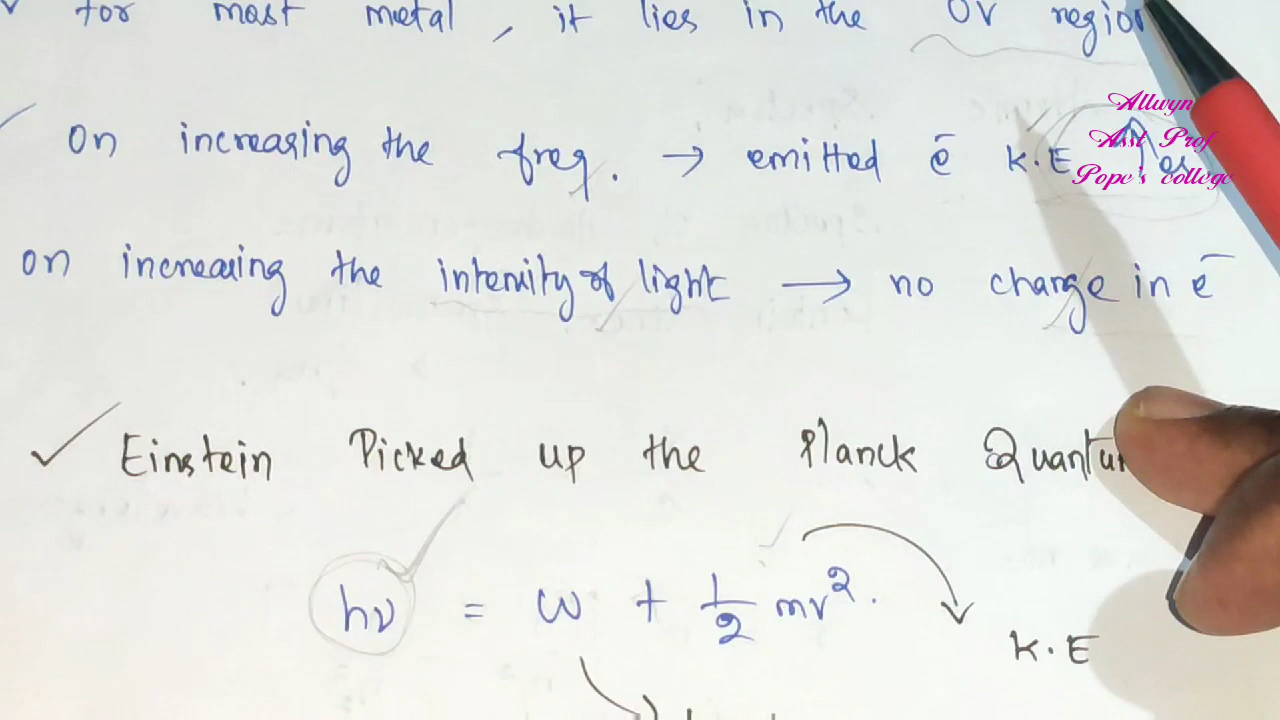 for most metal, it lies in the UV region
On increasing the freq. → emitted ē K.E ↑es
on increasing the intensity of light → no change in ē
Einstein Picked up the Planck
hν = ω + 1/2 mv².
K.E
Allwyn
Asst Prof
Pope's college